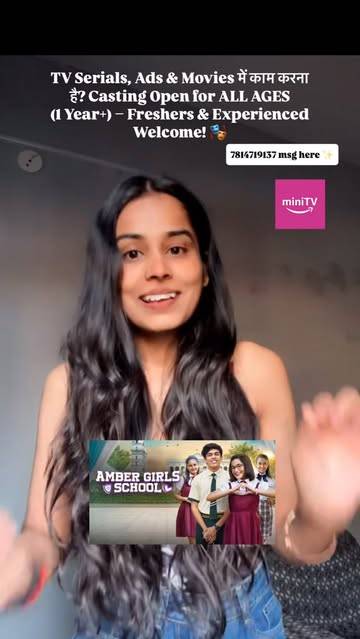 TV Serials, Ads & Movies में काम करना
है? Casting Open for ALL AGES
(1 Year+) – Freshers & Experienced
Welcome! 🎭
7814719137 msg here ✨
miniTV
AMBER GIRLS
SCHOOL